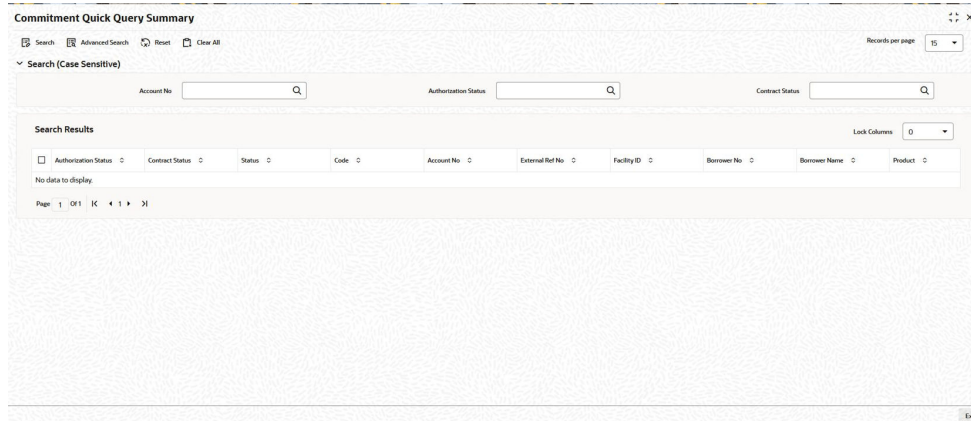 Commitment Quick Query Summary
Search Advanced Search Reset Clear All Records per page 15
Search (Case Sensitive)
Account No Authorization Status Contract Status
Search Results Lock Columns 0
Authorization Status Contract Status Status Code Account No External Ref No Facility ID Borrower No Borrower Name Product
No data to display.
Page 1 Of 1 1
Ex